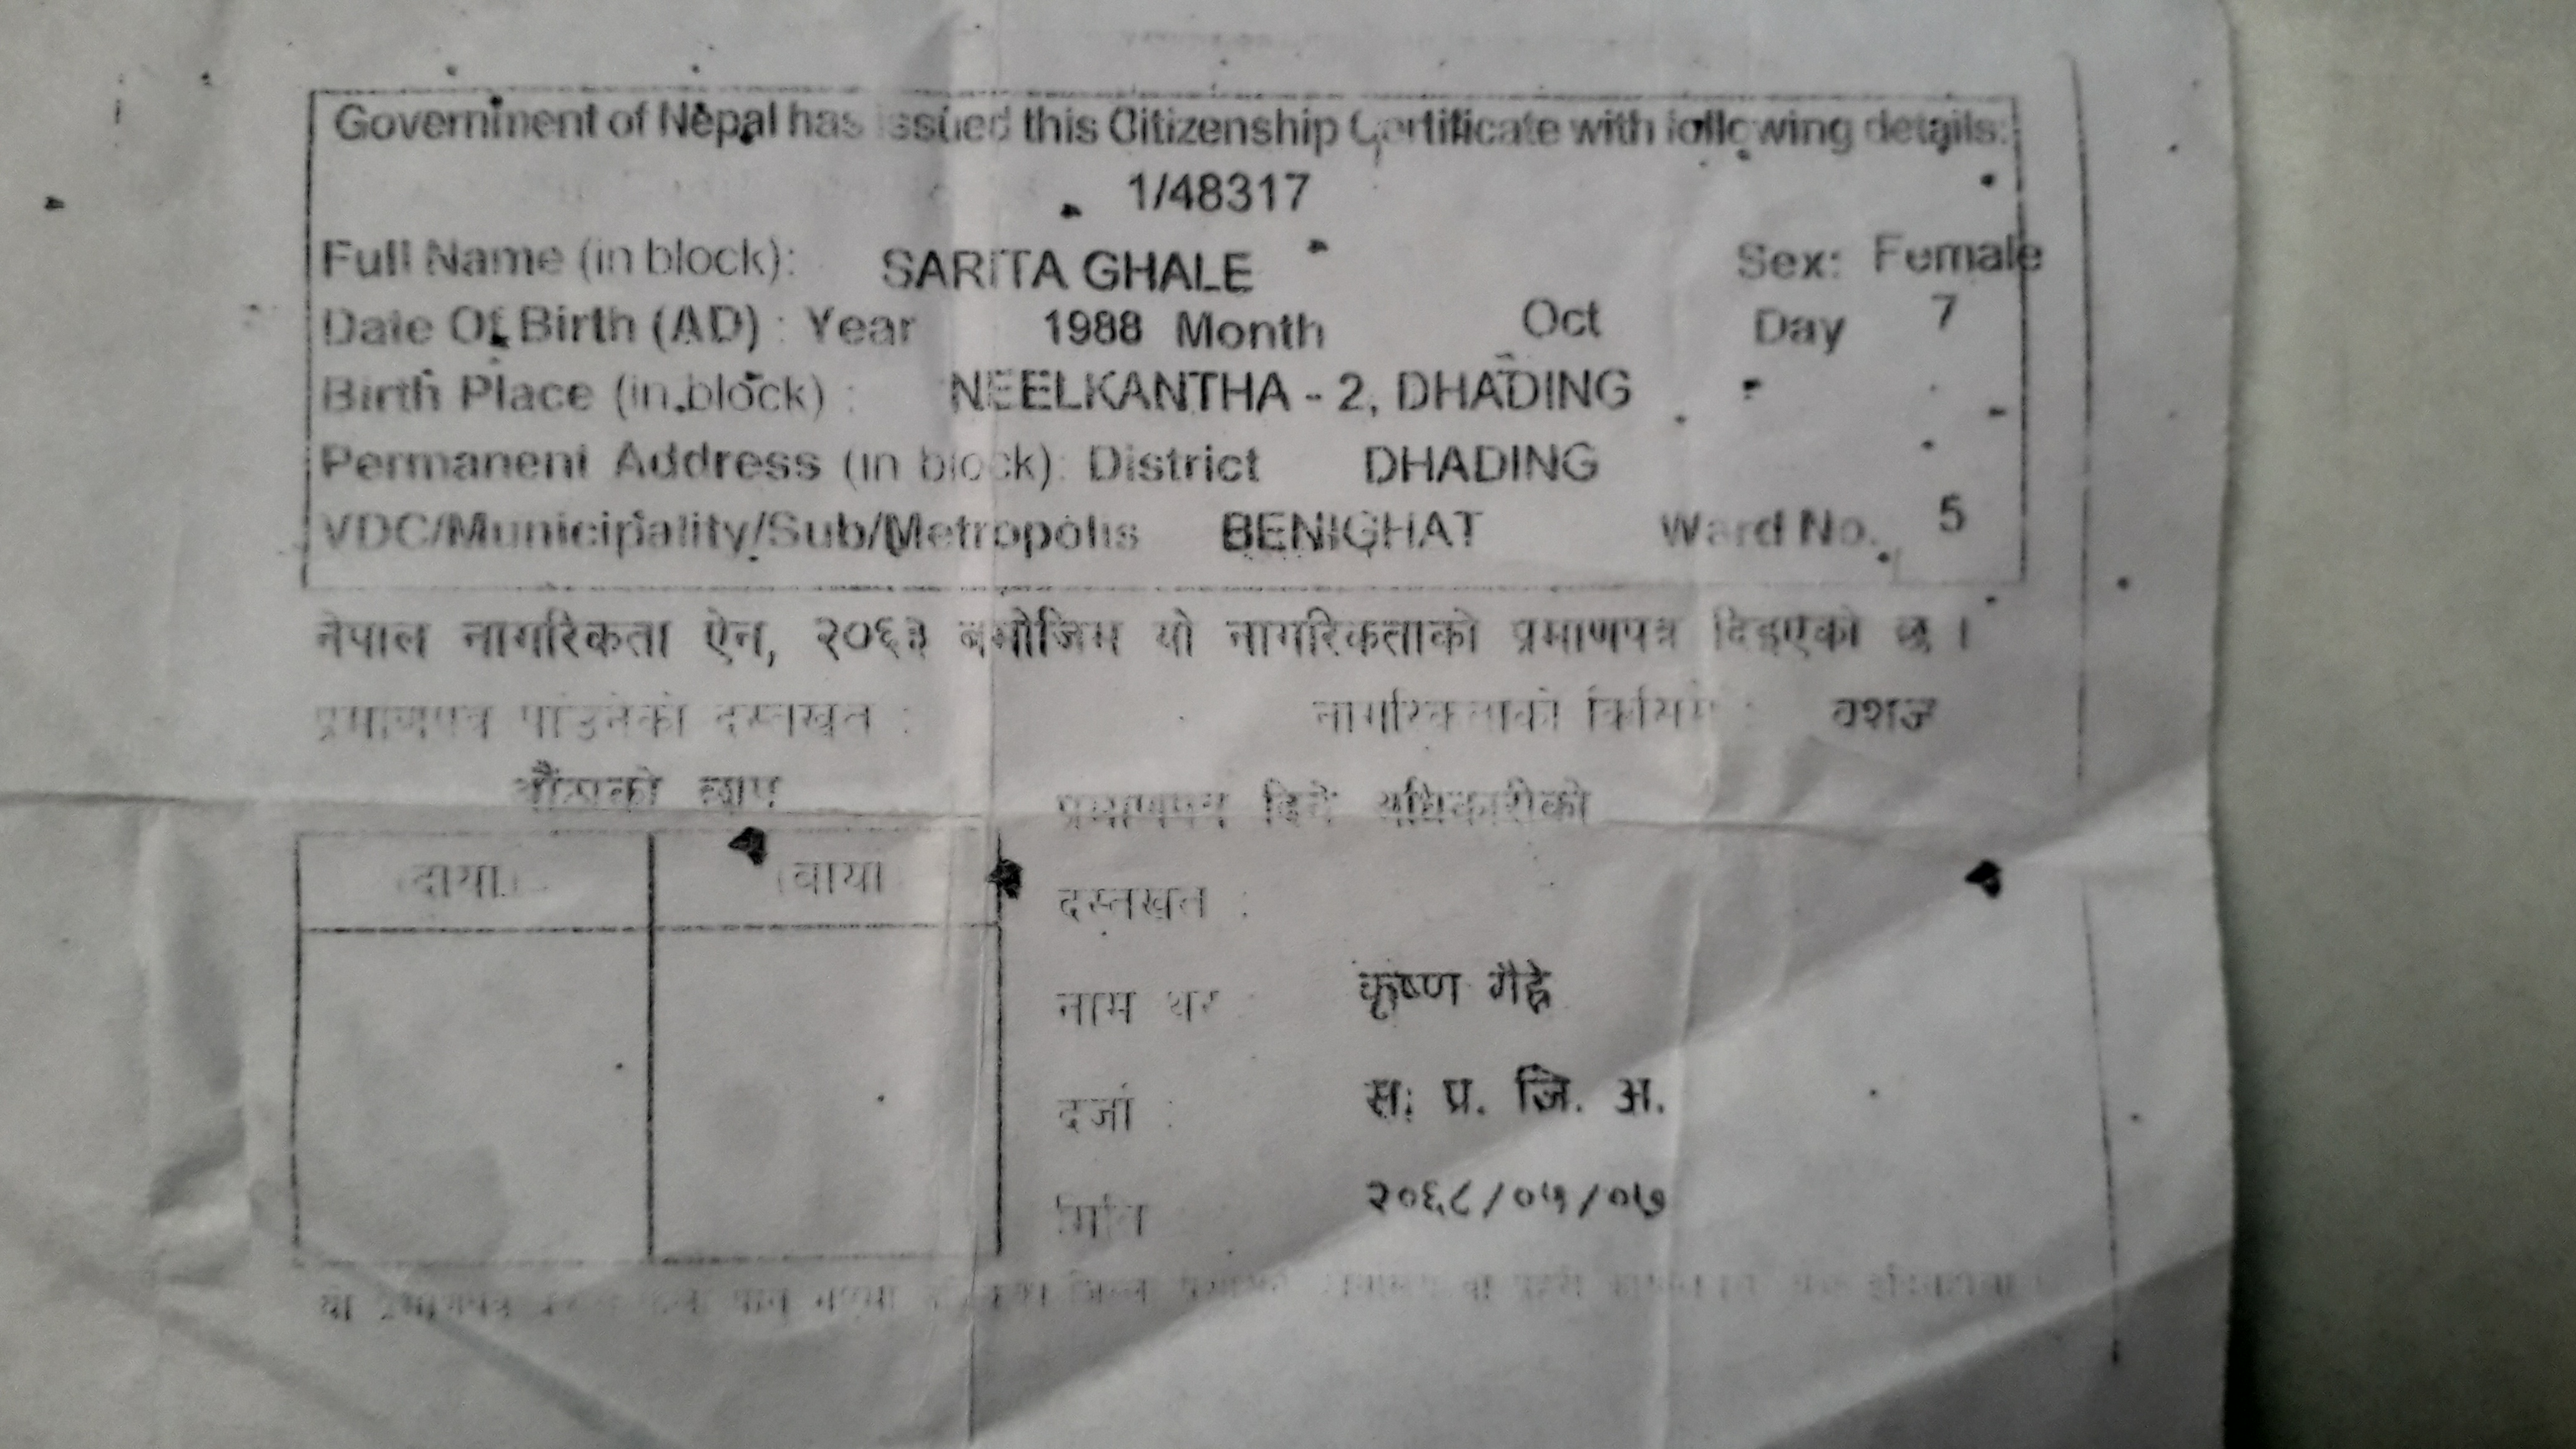 Government of Nepal has issued this Citizenship Certificate with following details:
1/48317
Full Name (in block): SARITA GHALE Sex: Female
Date Of Birth (AD) : Year 1988 Month Oct Day 7
Birth Place (in block) : NEELKANTHA - 2, DHADING
Permanent Address (in block): District DHADING
VDC/Municipality/Sub/Metropolis BENIGHAT Ward No. 5
नेपाल नागरिकता ऐन, २०६३ बमोजिम यो नागरिकताको प्रमाणपत्र दिइएको छ ।
प्रमाणपत्र पाउनेको दस्तखत : नागरिकताको किसिम : वंशज
औंठाको छाप प्रमाणपत्र दिने अधिकारीको
दायाँ बायाँ
दस्तखत :
नाम थर : कृष्ण गैह्रे
दर्जा : स. प्र. जि. अ.
मिति २०६८/०५/०७